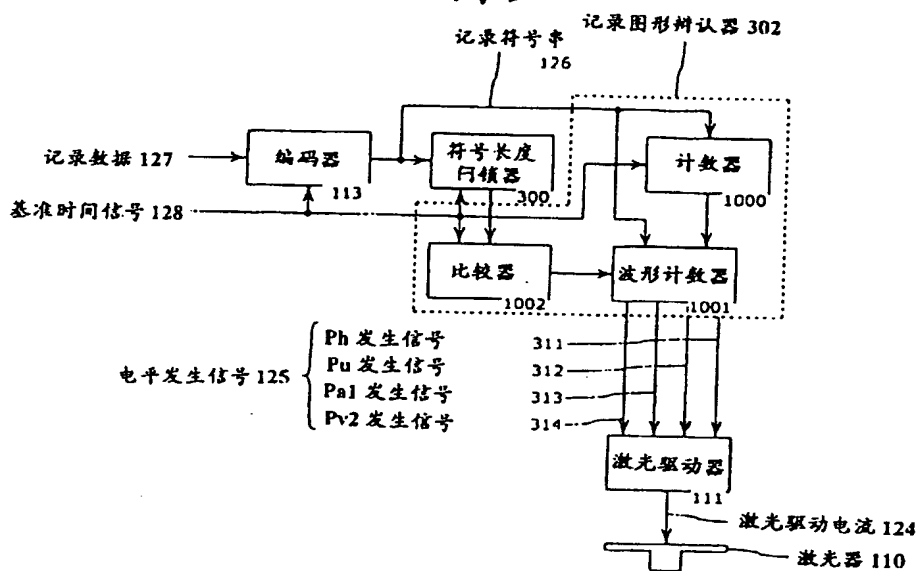 记录图形辨认器 302
记录符号串
126
记录数据 127
编码器
113
符号长度
闩锁器
300
计数器
1000
基准时间信号 128
比较器
1002
波形计数器
1001
电平发生信号 125
Ph 发生信号
311
Pu 发生信号
312
Pa1 发生信号
313
Pv2 发生信号
314
激光驱动器
111
激光驱动电流 124
激光器 110